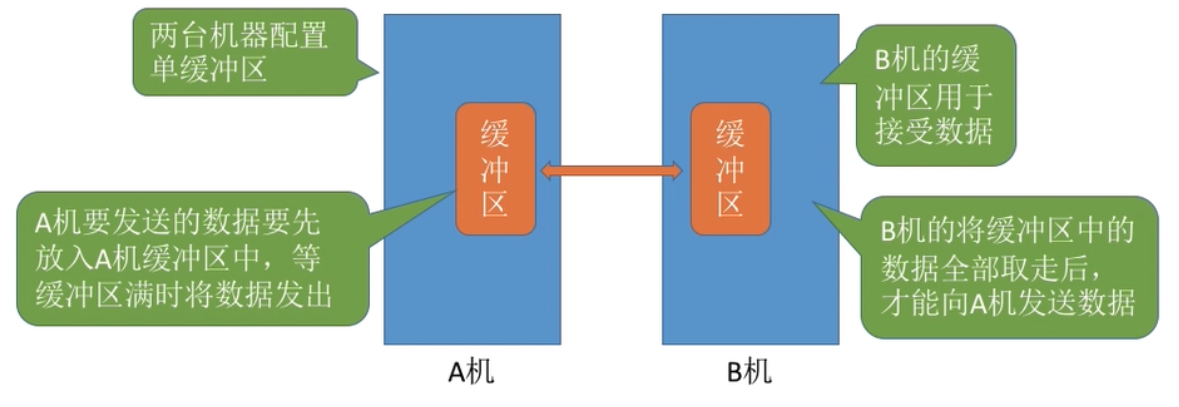 两台机器配置
单缓冲区
B机的缓
冲区用于
接受数据
缓
冲
区
缓
冲
区
A机要发送的数据要先
放入A机缓冲区中，等
缓冲区满时将数据发出
B机的将缓冲区中的
数据全部取走后，
才能向A机发送数据
A机
B机